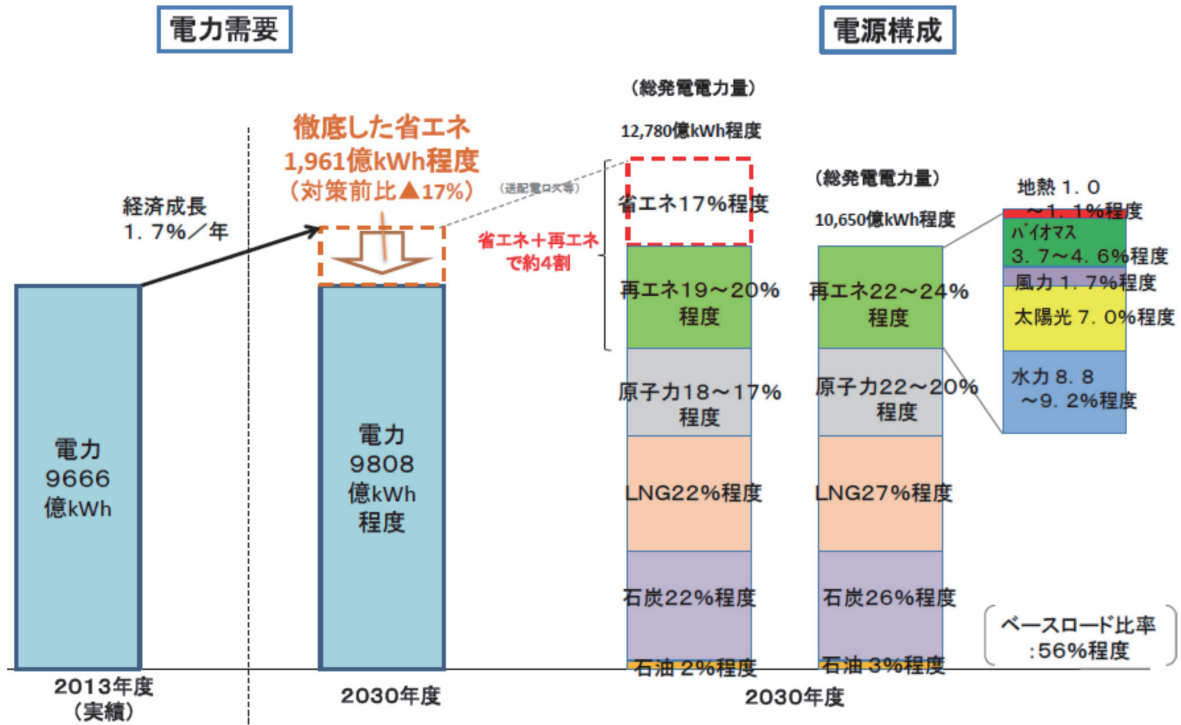 電力需要
電源構成
(総発電電力量)
12,780億kWh程度
徹底した省エネ
1,961億kWh程度
(対策前比▲17%)
(送配電ロス等)
(総発電電力量)
10,650億kWh程度
経済成長
1.7%/年
省エネ17%程度
省エネ+再エネ
で約4割
地熱1.0
~1.1%程度
バイオマス
3.7~4.6%程度
風力1.7%程度
太陽光7.0%程度
水力8.8
~9.2%程度
再エネ19~20%
程度
再エネ22~24%
程度
原子力18~17%
程度
原子力22~20%
程度
電力
9666
億kWh
電力
9808
億kWh
程度
LNG22%程度
LNG27%程度
石炭22%程度
石炭26%程度
石油2%程度
石油3%程度
ベースロード比率
:56%程度
2013年度
(実績)
2030年度
2030年度